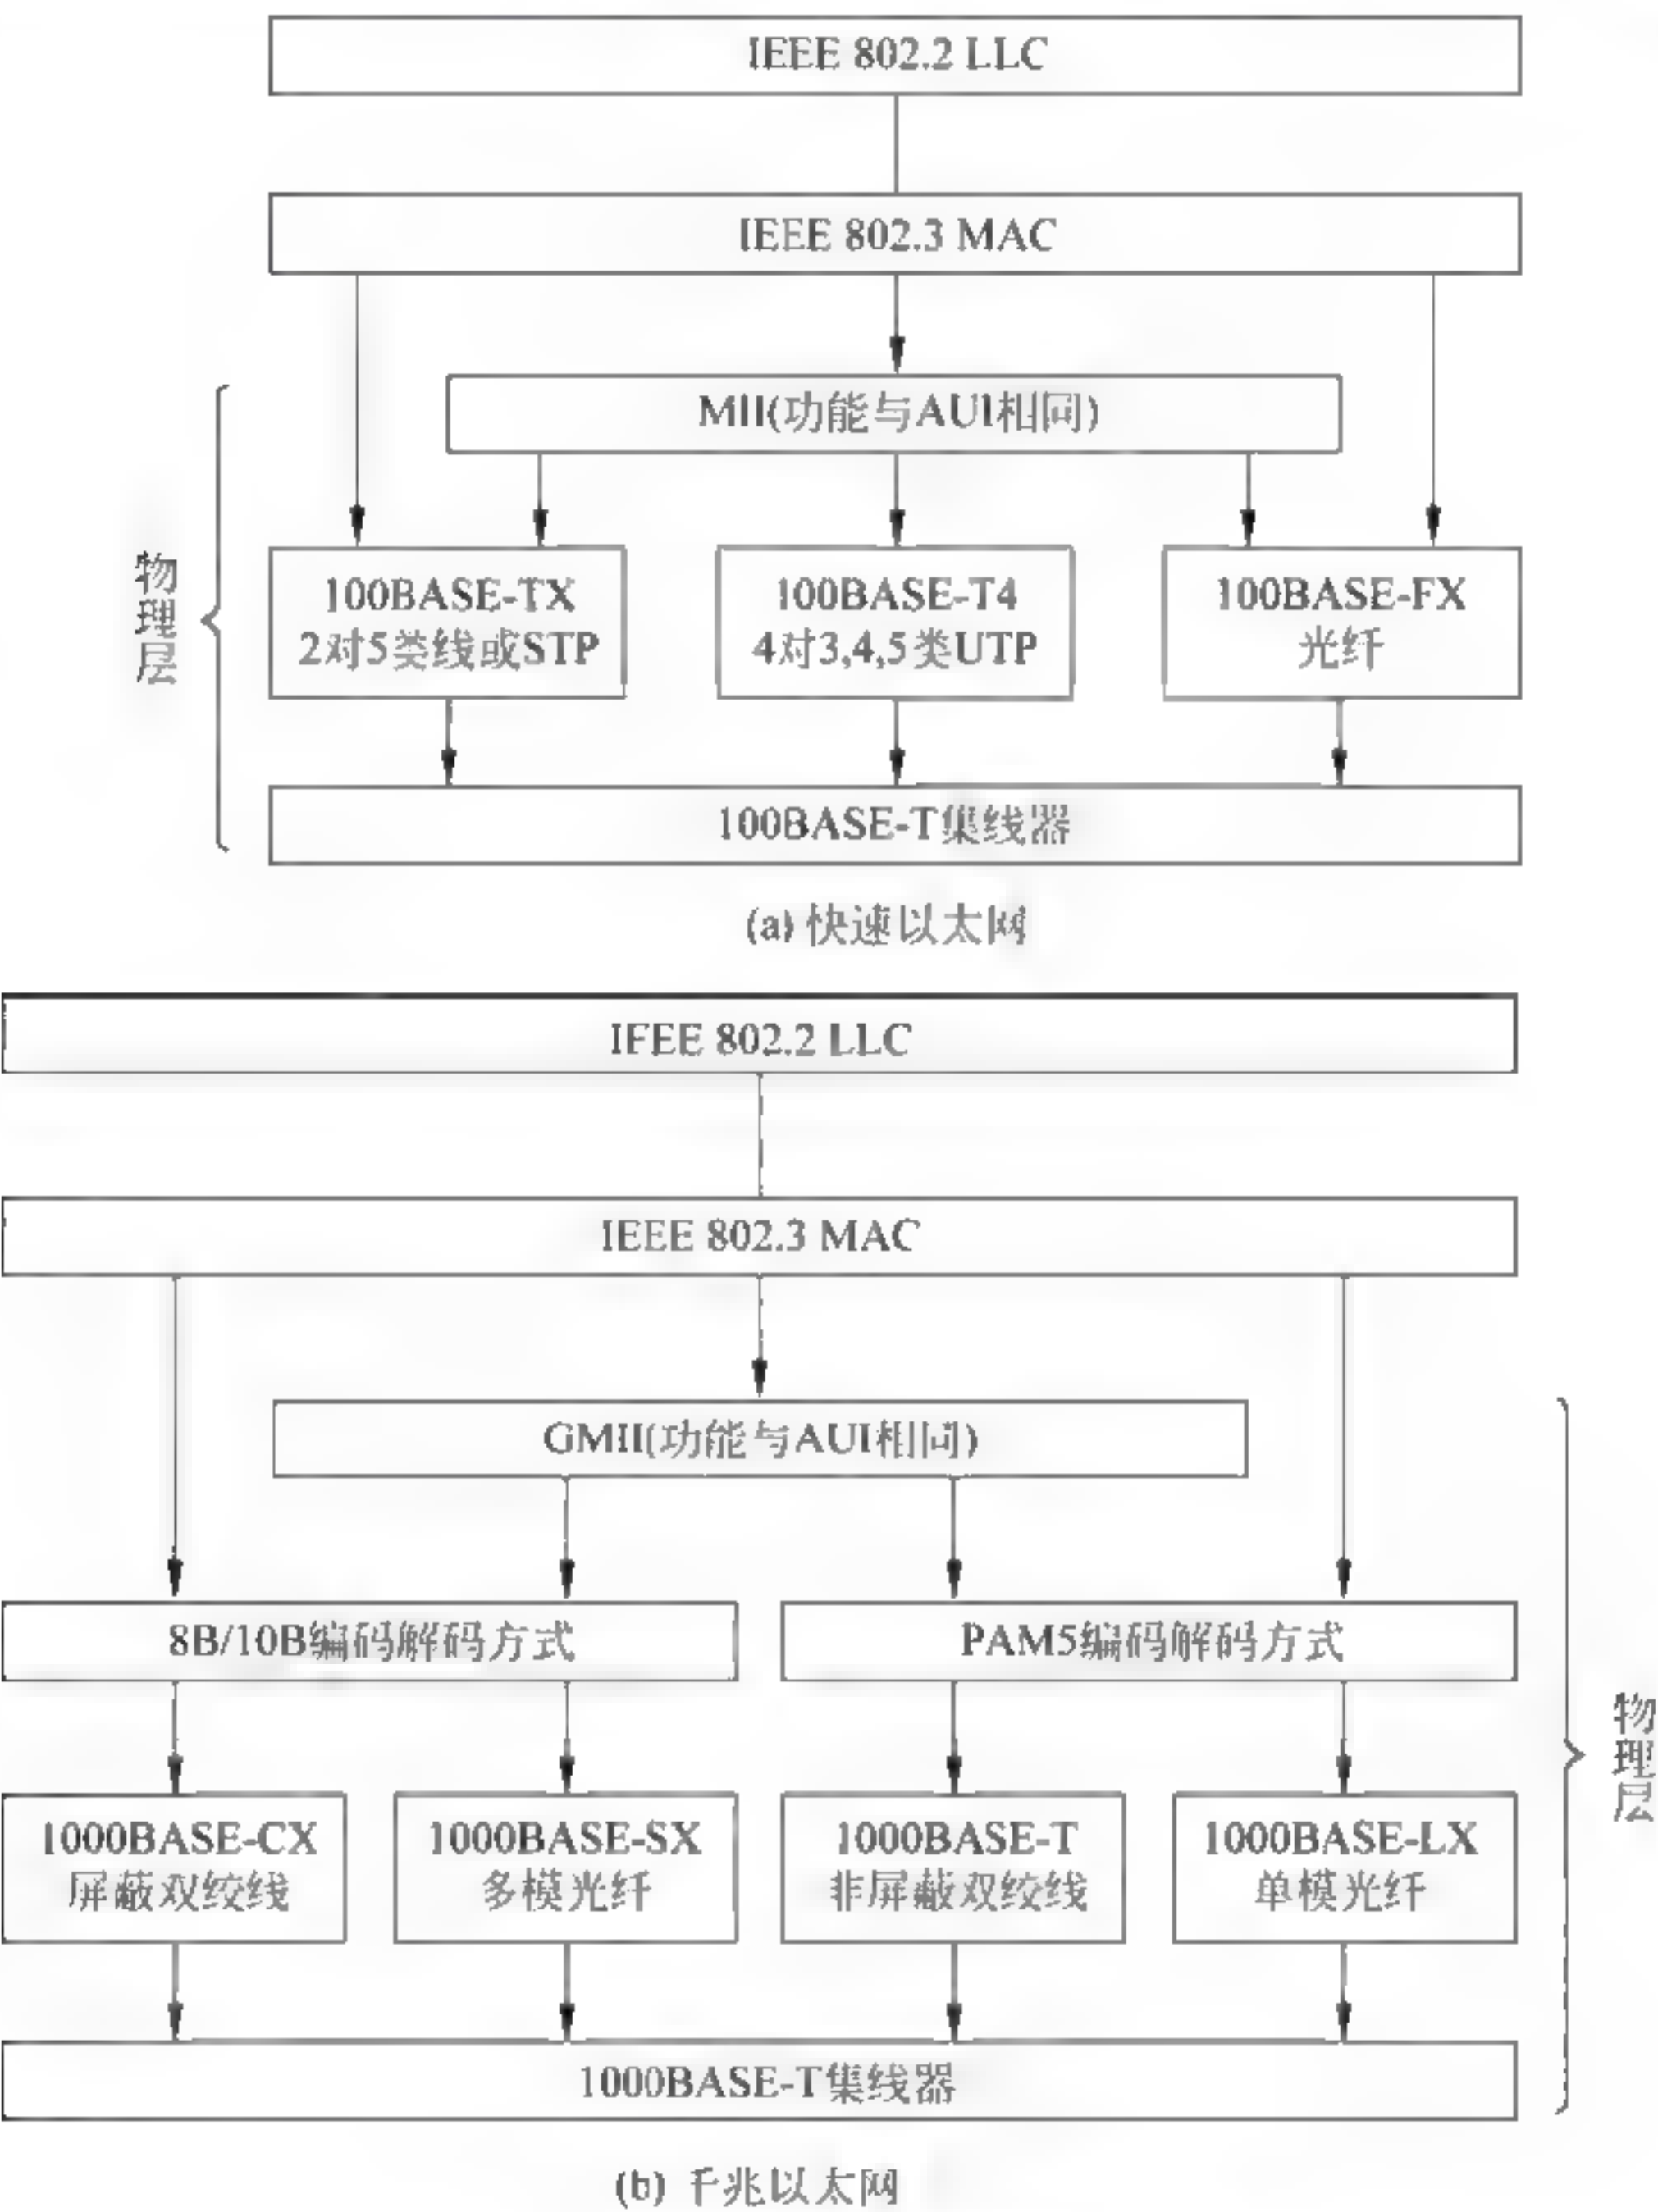 IEEE 802.2 LLC
IEEE 802.3 MAC
MII(功能与AUI相同)
物理层
100BASE-TX
2对5类线或STP
100BASE-T4
4对3,4,5类UTP
100BASE-FX
光纤
100BASE-T集线器
(a) 快速以太网
IEEE 802.2 LLC
IEEE 802.3 MAC
GMII(功能与AUI相同)
8B/10B编码解码方式
PAM5编码解码方式
物理层
1000BASE-CX
屏蔽双绞线
1000BASE-SX
多模光纤
1000BASE-T
非屏蔽双绞线
1000BASE-LX
单模光纤
1000BASE-T集线器
(b) 千兆以太网